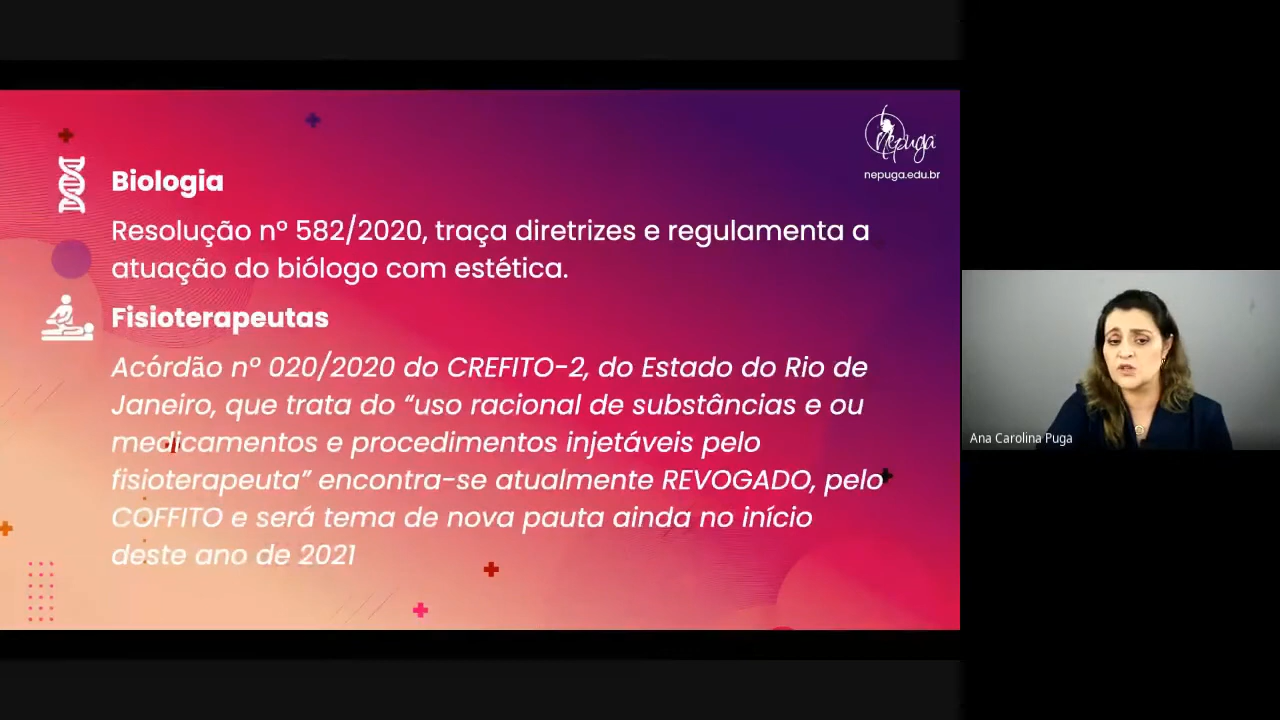 nepuga
nepuga.edu.br
Biologia
Resolução nº 582/2020, traça diretrizes e regulamenta a
atuação do biólogo com estética.
Fisioterapeutas
Acórdão nº 020/2020 do CREFITO-2, do Estado do Rio de
Janeiro, que trata do “uso racional de substâncias e ou
medicamentos e procedimentos injetáveis pelo
fisioterapeuta” encontra-se atualmente REVOGADO, pelo
COFFITO e será tema de nova pauta ainda no início
deste ano de 2021
Ana Carolina Puga